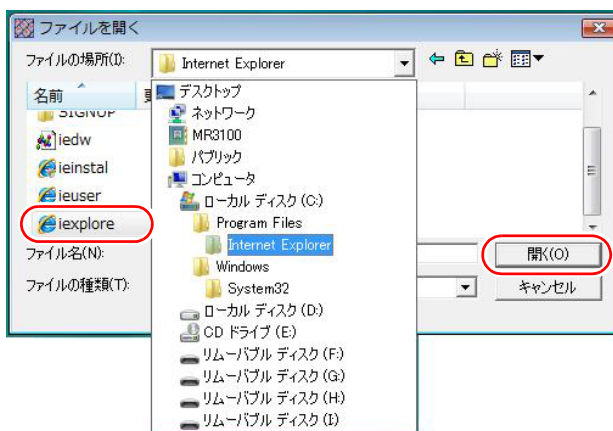 ファイルを開く
ファイルの場所(I):
Internet Explorer
名前
SIGNUP
iedw
ieinstal
ieuser
iexplore
デスクトップ
ネットワーク
MR3100
パブリック
コンピュータ
ローカル ディスク (C:)
Program Files
Internet Explorer
Windows
System32
ローカル ディスク (D:)
CD ドライブ (E:)
リムーバブル ディスク (F:)
リムーバブル ディスク (G:)
リムーバブル ディスク (H:)
リムーバブル ディスク (I:)
ファイル名(N):
開く(O)
ファイルの種類(T):
キャンセル